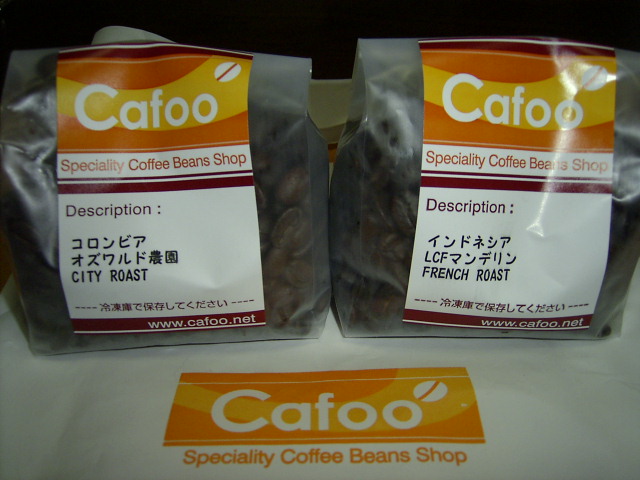 Cafoo
Speciality Coffee Beans Shop
Description :
コロンビア
オズワルド農園
CITY ROAST
---- 冷凍庫で保存してください ----
www.cafoo.net
Cafoo
Speciality Coffee Beans Shop
Description :
インドネシア
LCFマンデリン
FRENCH ROAST
---- 冷凍庫で保存してください ----
www.cafoo.net
Cafoo
Speciality Coffee Beans Shop